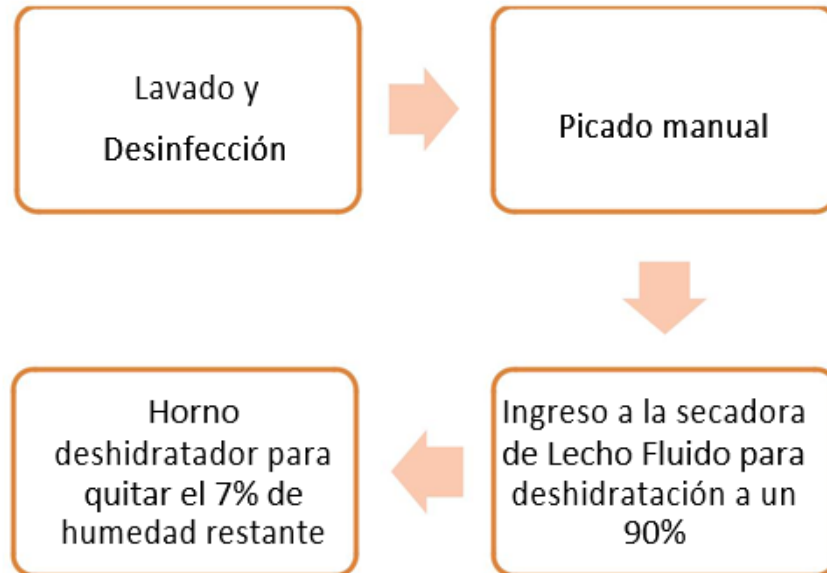 Lavado y
Desinfección
Picado manual
Ingreso a la secadora
de Lecho Fluido para
deshidratación a un
90%
Horno
deshidratador para
quitar el 7% de
humedad restante